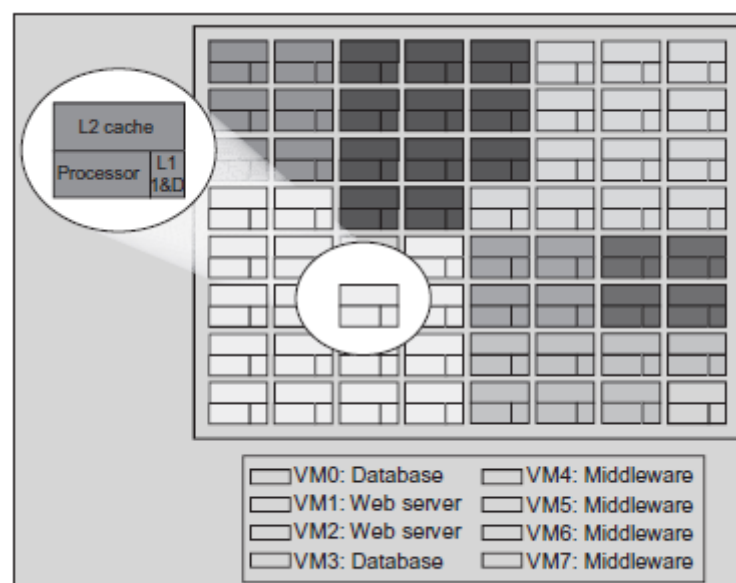 L2 cache
Processor
L1
1&D
VM0: Database
VM1: Web server
VM2: Web server
VM3: Database
VM4: Middleware
VM5: Middleware
VM6: Middleware
VM7: Middleware